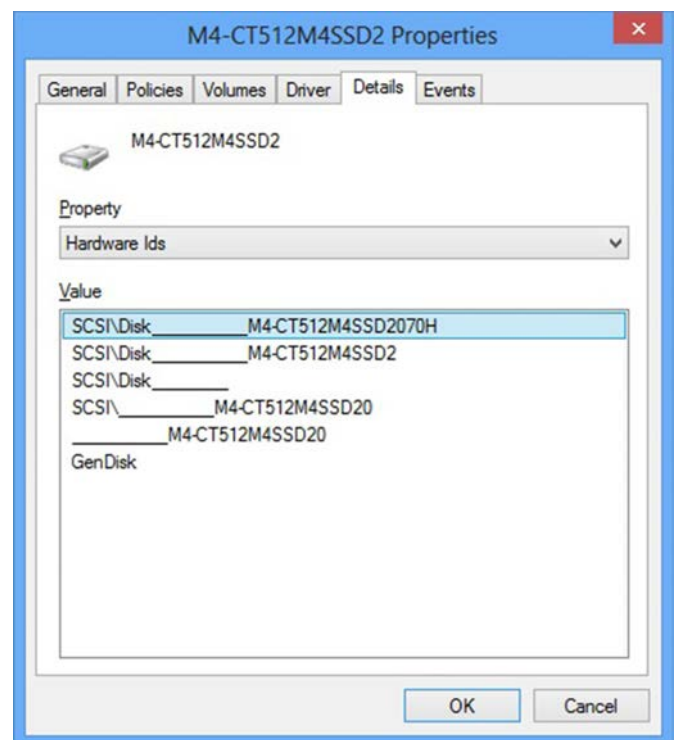 M4-CT512M4SSD2 Properties
General Policies Volumes Driver Details Events
M4-CT512M4SSD2
Property
Hardware Ids
Value
SCSI\Disk__________M4-CT512M4SSD2070H
SCSI\Disk__________M4-CT512M4SSD2
SCSI\Disk________
SCSI\__________M4-CT512M4SSD20
__________M4-CT512M4SSD20
GenDisk
OK Cancel